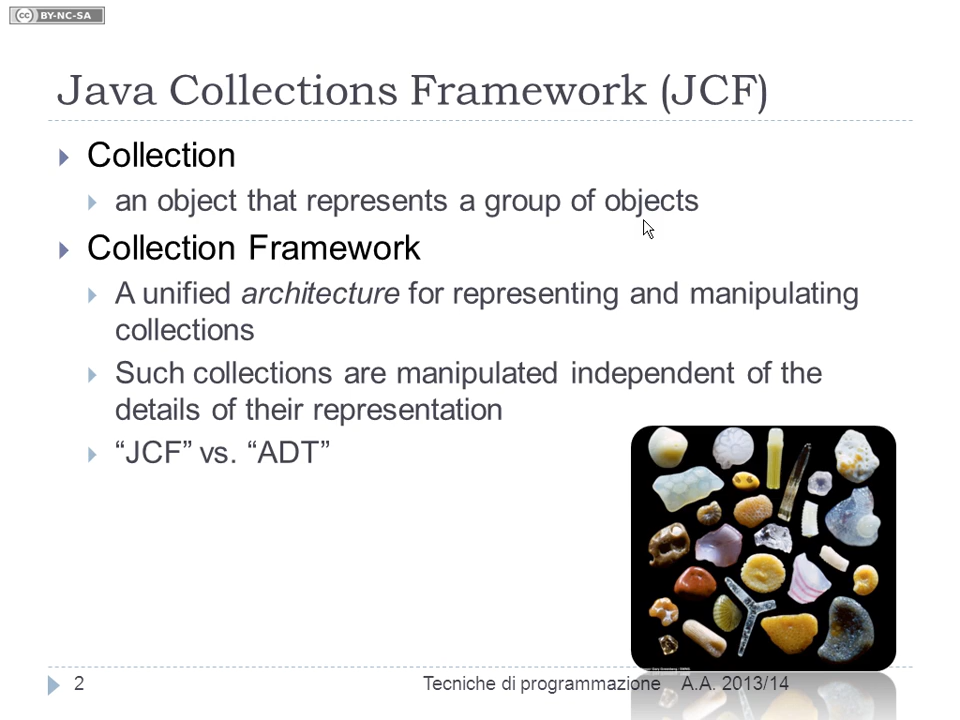 BY-NC-SA
Java Collections Framework (JCF)
Collection
an object that represents a group of objects
Collection Framework
A unified architecture for representing and manipulating
collections
Such collections are manipulated independent of the
details of their representation
“JCF” vs. “ADT”
2
Tecniche di programmazione A.A. 2013/14